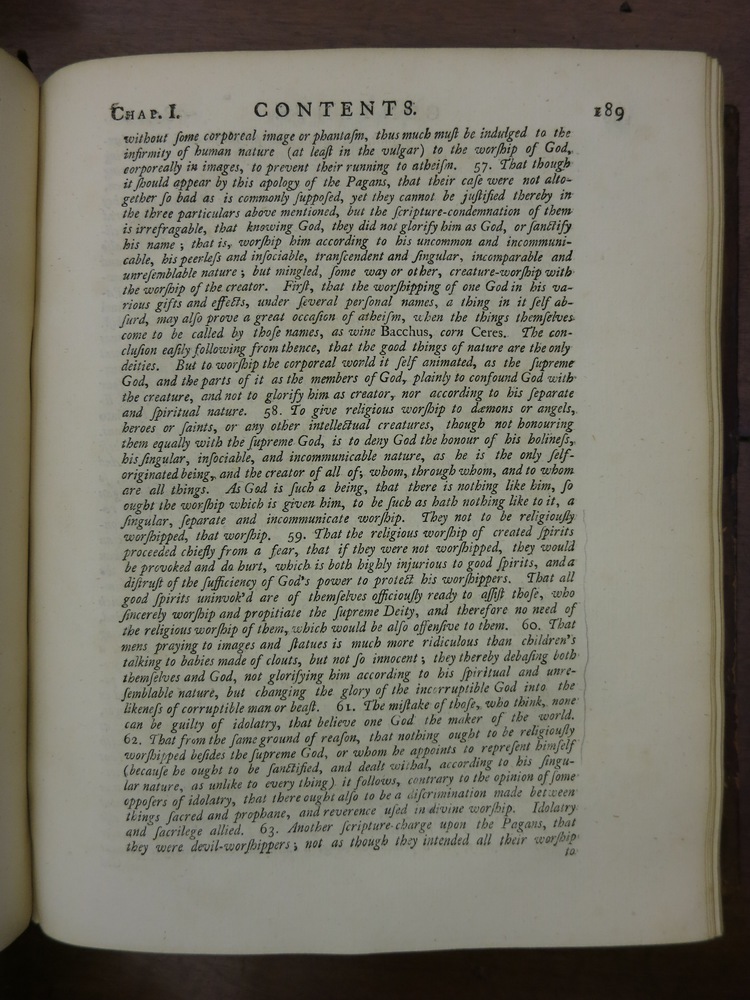 CHAP. I. CONTENTS. 189
without ſome corporeal image or phantaſm, thus much muſt be indulged to the
infirmity of human nature (at leaſt in the vulgar) to the worſhip of God,
corporeally in images, to prevent their running to atheiſm. 57. That though
it ſhould appear by this apology of the Pagans, that their caſe were not alto-
gether ſo bad as is commonly ſuppoſed, yet they cannot be juſtified thereby in
the three particulars above mentioned, but the ſcripture-condemnation of them
is irrefragable, that knowing God, they did not glorify him as God, or ſanctify
his name; that is, worſhip him according to his uncommon and incommuni-
cable, his peerleſs and inſociable, tranſcendent and ſingular, incomparable and
unreſemblable nature; but mingled, ſome way or other, creature-worſhip with
the worſhip of the creator. Firſt, that the worſhipping of one God in his va-
rious gifts and effects, under ſeveral perſonal names, a thing in it ſelf ab-
ſurd, may alſo prove a great occaſion of atheiſm, when the things themſelves
come to be called by thoſe names, as wine Bacchus, corn Ceres. The con-
cluſion eaſily following from thence, that the good things of nature are the only
deities. But to worſhip the corporeal world it ſelf animated, as the ſupreme
God, and the parts of it as the members of God, plainly to confound God with
the creature, and not to glorify him as creator, nor according to his ſeparate
and ſpiritual nature. 58. To give religious worſhip to dæmons or angels,
heroes or ſaints, or any other intellectual creatures, though not honouring
them equally with the ſupreme God, is to deny God the honour of his holineſs,
his ſingular, inſociable, and incommunicable nature, as he is the only ſelf-
originated being, and the creator of all of; whom, through whom, and to whom
are all things. As God is ſuch a being, that there is nothing like him, ſo
ought the worſhip which is given him, to be ſuch as hath nothing like to it, a
ſingular, ſeparate and incommunicate worſhip. They not to be religiouſly
worſhipped, that worſhip. 59. That the religious worſhip of created ſpirits
proceeded chiefly from a fear, that if they were not worſhipped, they would
be provoked and do hurt, which is both highly injurious to good ſpirits, and a
diſtruſt of the ſufficiency of God's power to protect his worſhippers. That all
good ſpirits uninvok'd are of themſelves officiouſly ready to aſſiſt thoſe, who
ſincerely worſhip and propitiate the ſupreme Deity, and therefore no need of
the religious worſhip of them, which would be alſo offenſive to them. 60. That
mens praying to images and ſtatues is much more ridiculous than children's
talking to babies made of clouts, but not ſo innocent; they thereby debaſing both
themſelves and God, not glorifying him according to his ſpiritual and unre-
ſemblable nature, but changing the glory of the incorruptible God into the
likeneſs of corruptible man or beaſt. 61. The miſtake of thoſe, who think, none
can be guilty of idolatry, that believe one God the maker of the world.
62. That from the ſame ground of reaſon, that nothing ought to be religiouſly
worſhipped beſides the ſupreme God, or whom he appoints to repreſent himſelf
(becauſe he ought to be ſanctified, and dealt withal, according to his ſingu-
lar nature, as unlike to every thing) it follows, contrary to the opinion of ſome
oppoſers of idolatry, that there ought alſo to be a diſcrimination made between
things ſacred and prophane, and reverence uſed in divine worſhip. Idolatry
and ſacrilege allied. 63. Another ſcripture-charge upon the Pagans, that
they were devil-worſhippers; not as though they intended all their worſhip
to